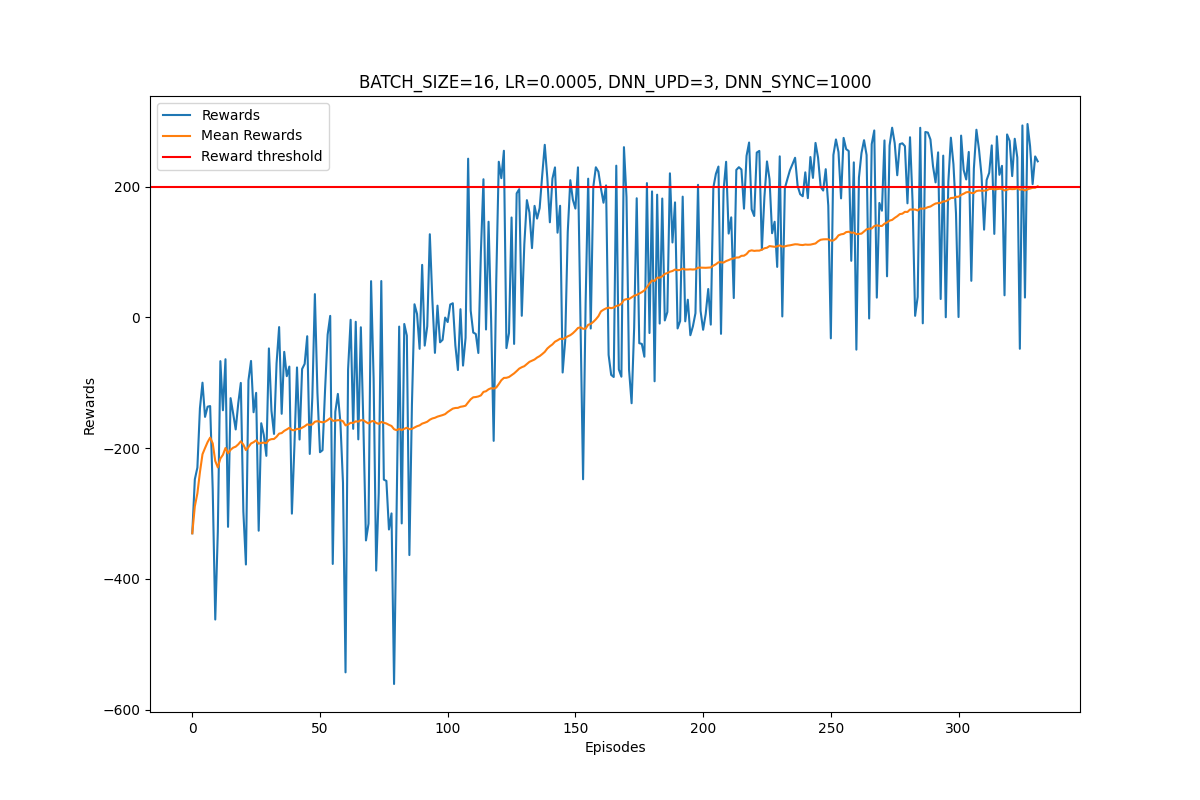 BATCH_SIZE=16, LR=0.0005, DNN_UPD=3, DNN_SYNC=1000
Rewards
Mean Rewards
Reward threshold
200
0
−200
−400
−600
Rewards
0
50
100
150
200
250
300
Episodes